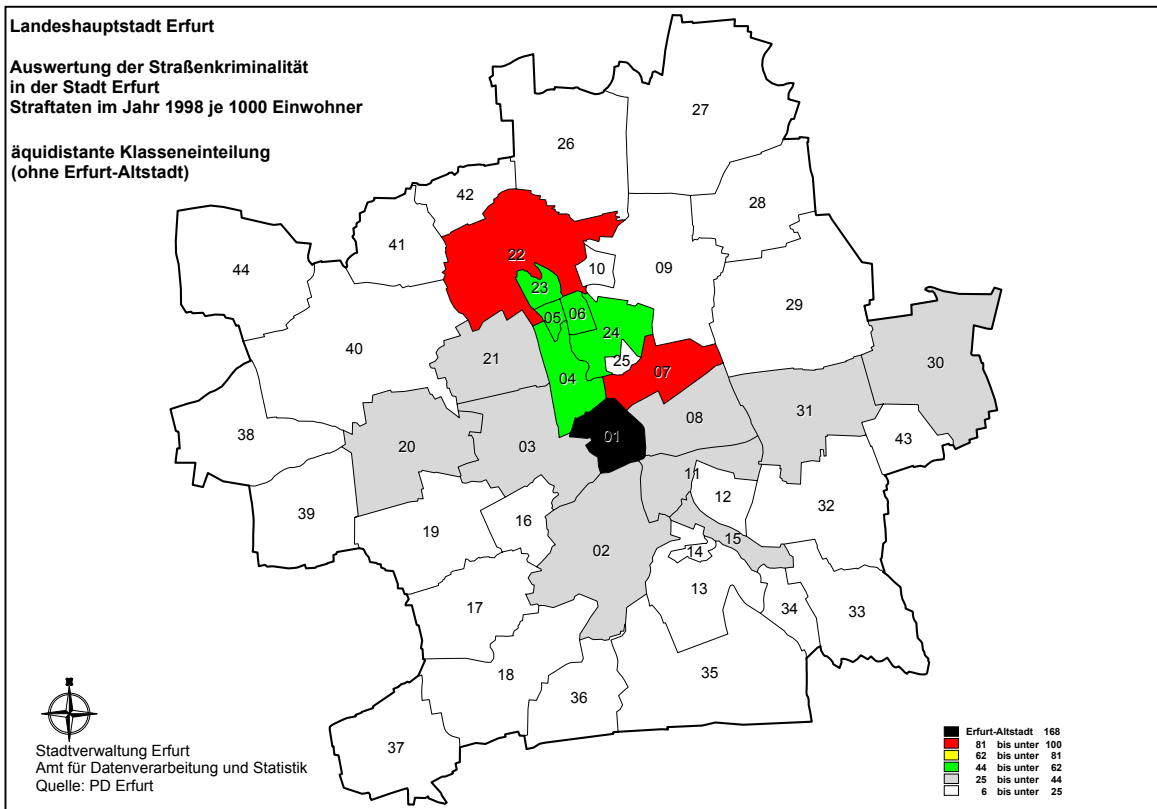 Landeshauptstadt Erfurt
Auswertung der Straßenkriminalität
in der Stadt Erfurt
Straftaten im Jahr 1998 je 1000 Einwohner
äquidistante Klasseneinteilung
(ohne Erfurt-Altstadt)
27
26
42
28
41
22
44
10
09
23
29
05
06
24
40
21
25
30
04
07
31
08
38
01
43
20
03
11
12
39
16
32
19
15
02
14
13
17
34
33
18
35
36
37
Stadtverwaltung Erfurt
Amt für Datenverarbeitung und Statistik
Quelle: PD Erfurt
Erfurt-Altstadt 168
81 bis unter 100
62 bis unter 81
44 bis unter 62
25 bis unter 44
6 bis unter 25